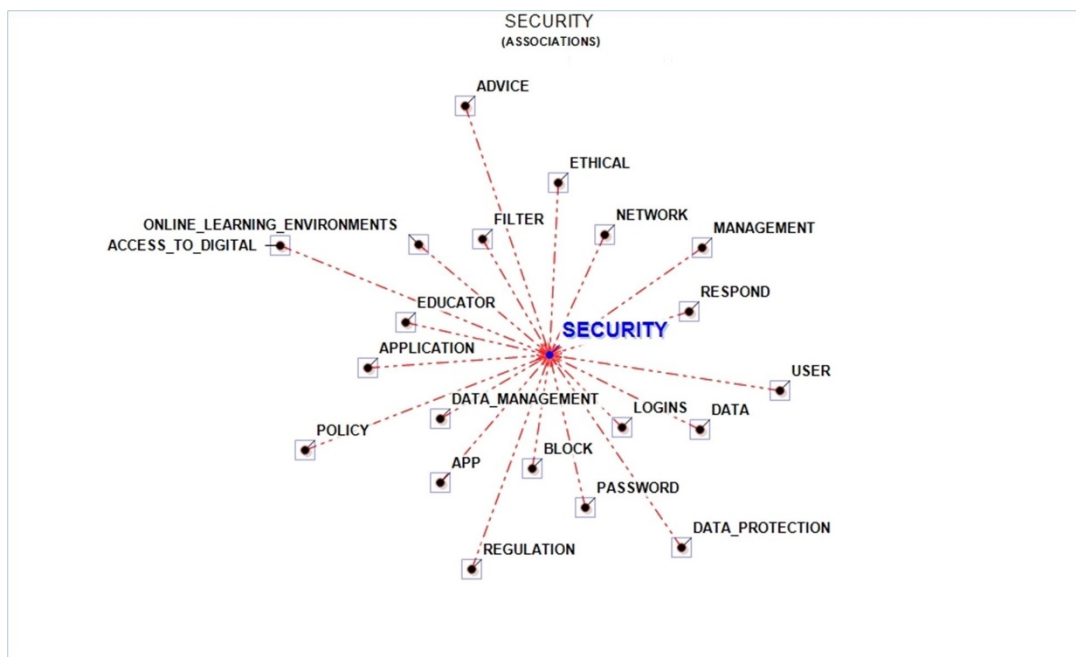 SECURITY
(ASSOCIATIONS)
ADVICE
ETHICAL
ONLINE_LEARNING_ENVIRONMENTS
FILTER
NETWORK
MANAGEMENT
ACCESS_TO_DIGITAL
RESPOND
EDUCATOR
SECURITY
APPLICATION
USER
DATA_MANAGEMENT
LOGINS
DATA
POLICY
APP
BLOCK
PASSWORD
REGULATION
DATA_PROTECTION